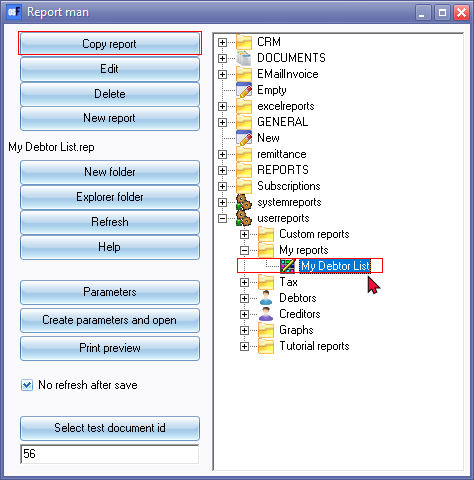 Report man
Copy report
Edit
Delete
New report
My Debtor List.rep
New folder
Explorer folder
Refresh
Help
Parameters
Create parameters and open
Print preview
No refresh after save
Select test document id
56
CRM
DOCUMENTS
EMailInvoice
Empty
excelreports
GENERAL
New
remittance
REPORTS
Subscriptions
systemreports
userreports
Custom reports
My reports
My Debtor List
Tax
Debtors
Creditors
Graphs
Tutorial reports